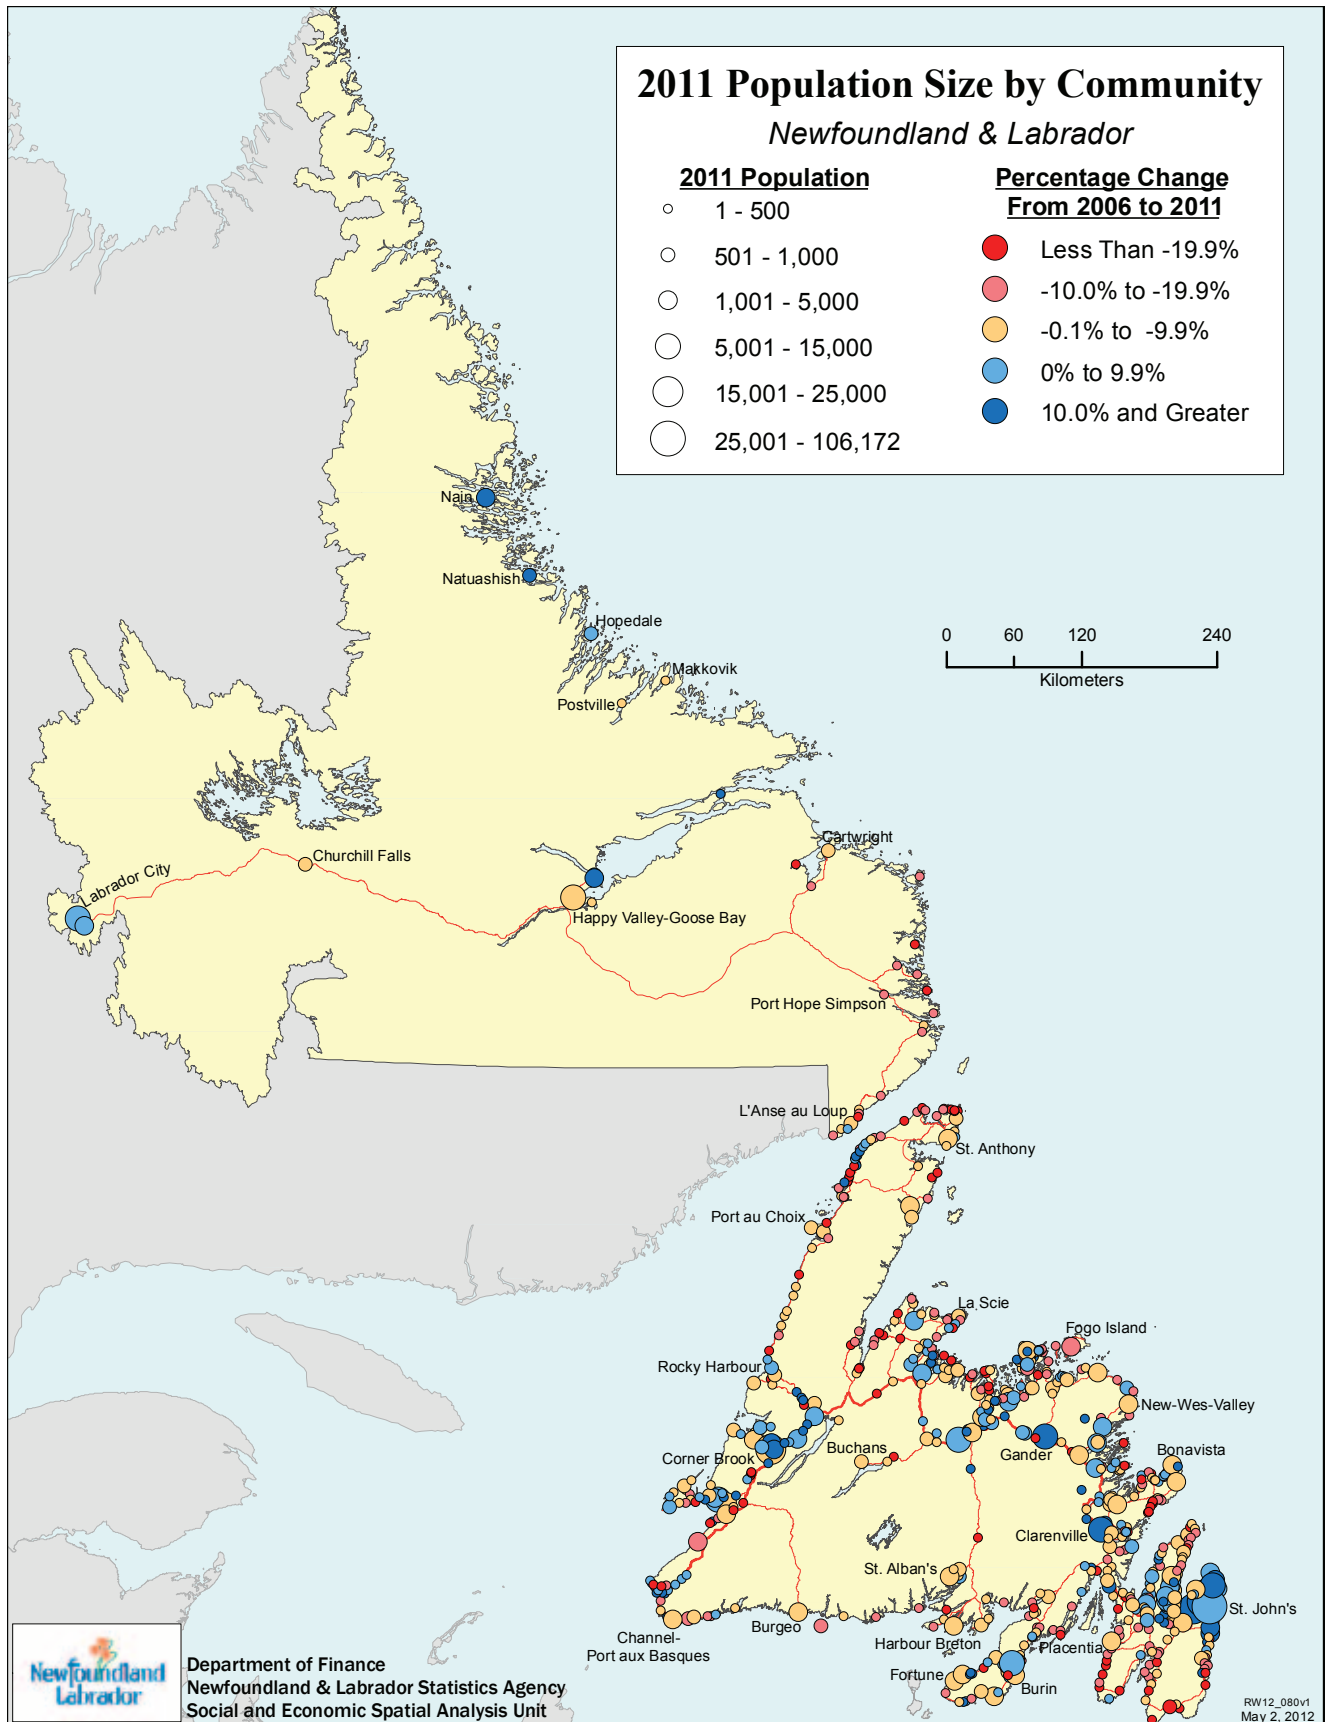 2011 Population Size by Community
Newfoundland & Labrador
2011 Population
1 - 500
501 - 1,000
1,001 - 5,000
5,001 - 15,000
15,001 - 25,000
25,001 - 106,172
Percentage Change
From 2006 to 2011
Less Than -19.9%
-10.0% to -19.9%
-0.1% to -9.9%
0% to 9.9%
10.0% and Greater
Nain
Natuashish
Hopedale
Makkovik
Postville
0 60 120 240
Kilometers
Cartwright
Churchill Falls
Labrador City
Happy Valley-Goose Bay
Port Hope Simpson
L'Anse au Loup
St. Anthony
Port au Choix
La Scie
Fogo Island
Rocky Harbour
New-Wes-Valley
Corner Brook
Buchans
Gander
Bonavista
Clarenville
St. Alban's
St. John's
Channel-
Port aux Basques
Burgeo
Harbour Breton
Placentia
Fortune
Burin
Newfoundland
Labrador
Department of Finance
Newfoundland & Labrador Statistics Agency
Social and Economic Spatial Analysis Unit
RW12_080v1
May 2, 2012